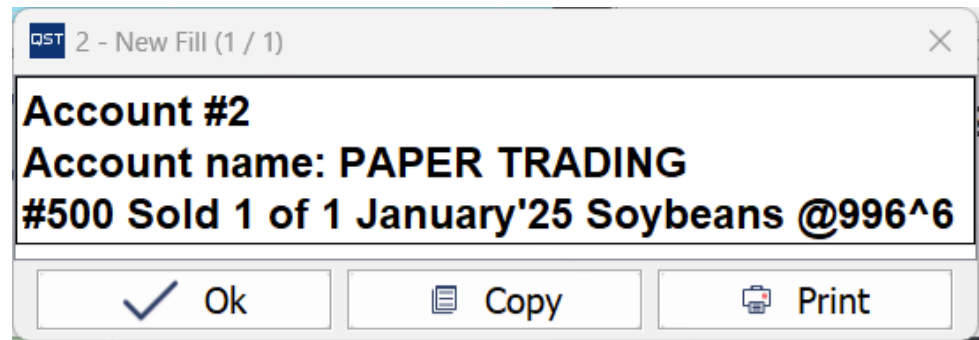 QST 2 - New Fill (1 / 1)
Account #2
Account name: PAPER TRADING
#500 Sold 1 of 1 January'25 Soybeans @996^6
Ok Copy Print